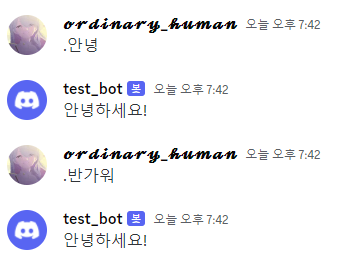 ordinary_human 오늘 오후 7:42
.안녕
test_bot 봇 오늘 오후 7:42
안녕하세요!
ordinary_human 오늘 오후 7:42
.반가워
test_bot 봇 오늘 오후 7:42
안녕하세요!